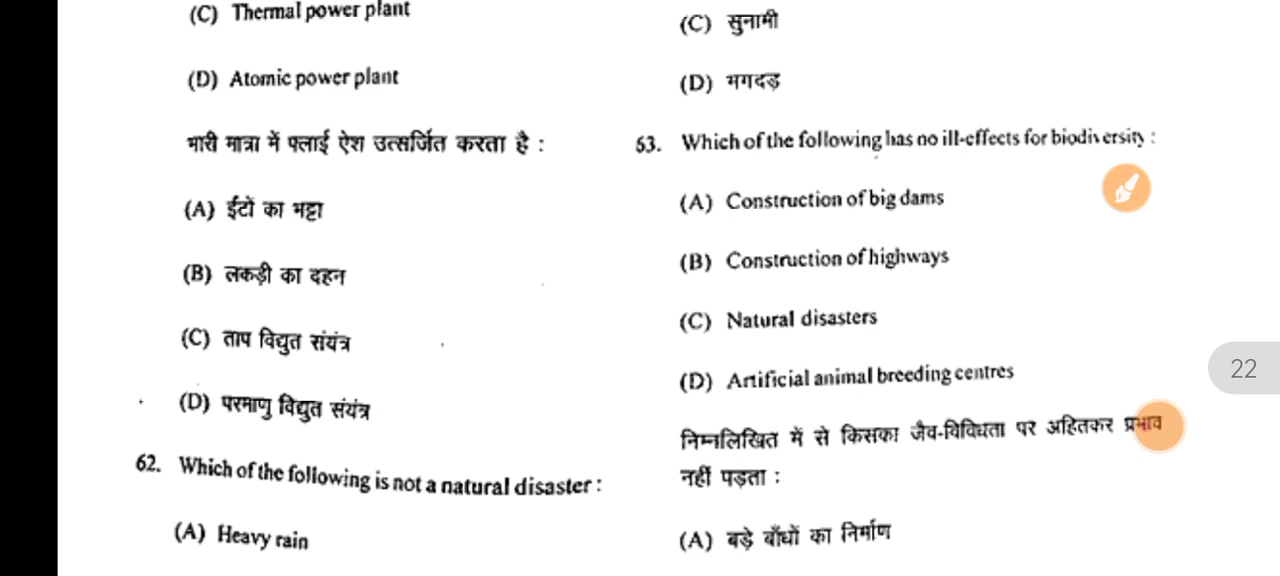 (C) Thermal power plant
(D) Atomic power plant
भारी मात्रा में फ्लाई ऐश उत्सर्जित करता है :
(A) ईंटों का भट्टा
(B) लकड़ी का दहन
(C) ताप विद्युत संयंत्र
(D) परमाणु विद्युत संयंत्र
62. Which of the following is not a natural disaster :
(A) Heavy rain
(C) सुनामी
(D) भगदड़
63. Which of the following has no ill-effects for biodiversity :
(A) Construction of big dams
(B) Construction of highways
(C) Natural disasters
(D) Artificial animal breeding centres
निम्नलिखित में से किसका जैव-विविधता पर अहितकर प्रभाव
नहीं पड़ता :
(A) बड़े बाँधों का निर्माण
22